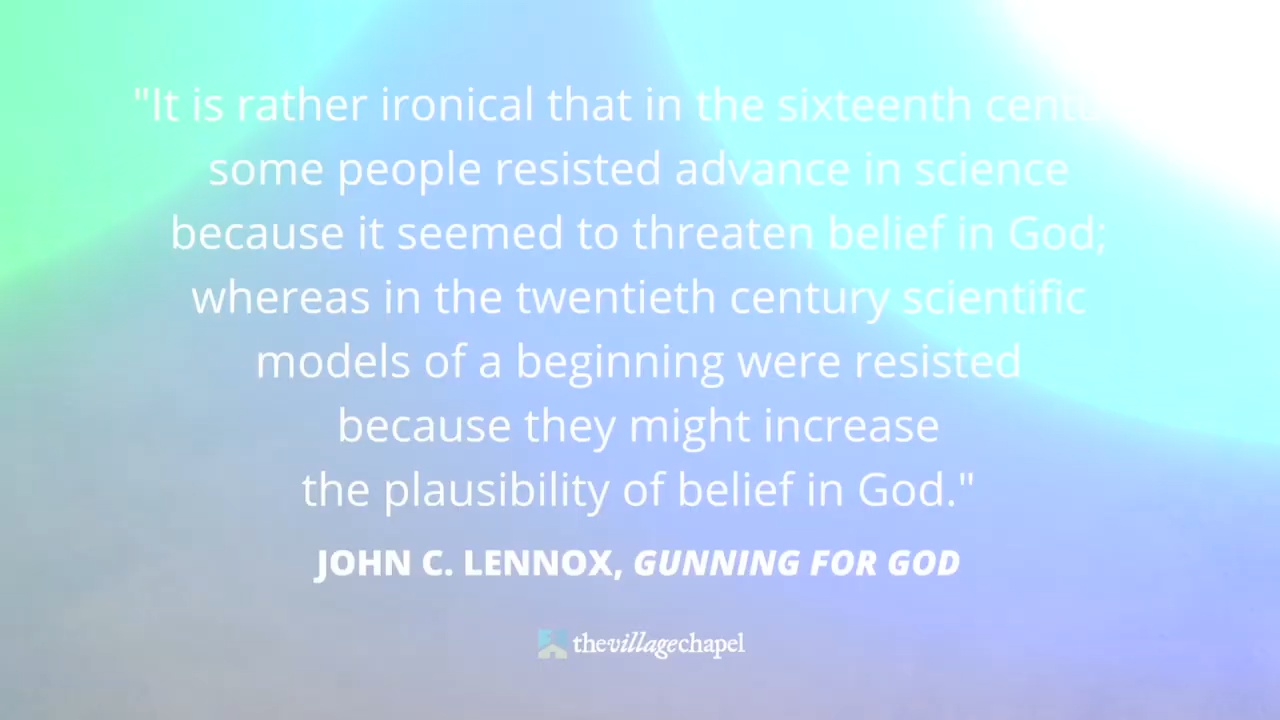 "It is rather ironical that in the sixteenth
some people resisted advance in science
because it seemed to threaten belief in God;
whereas in the twentieth century scientific
models of a beginning were resisted
because they might increase
the plausibility of belief in God."
JOHN C. LENNOX, GUNNING FOR GOD
thevillagechapel